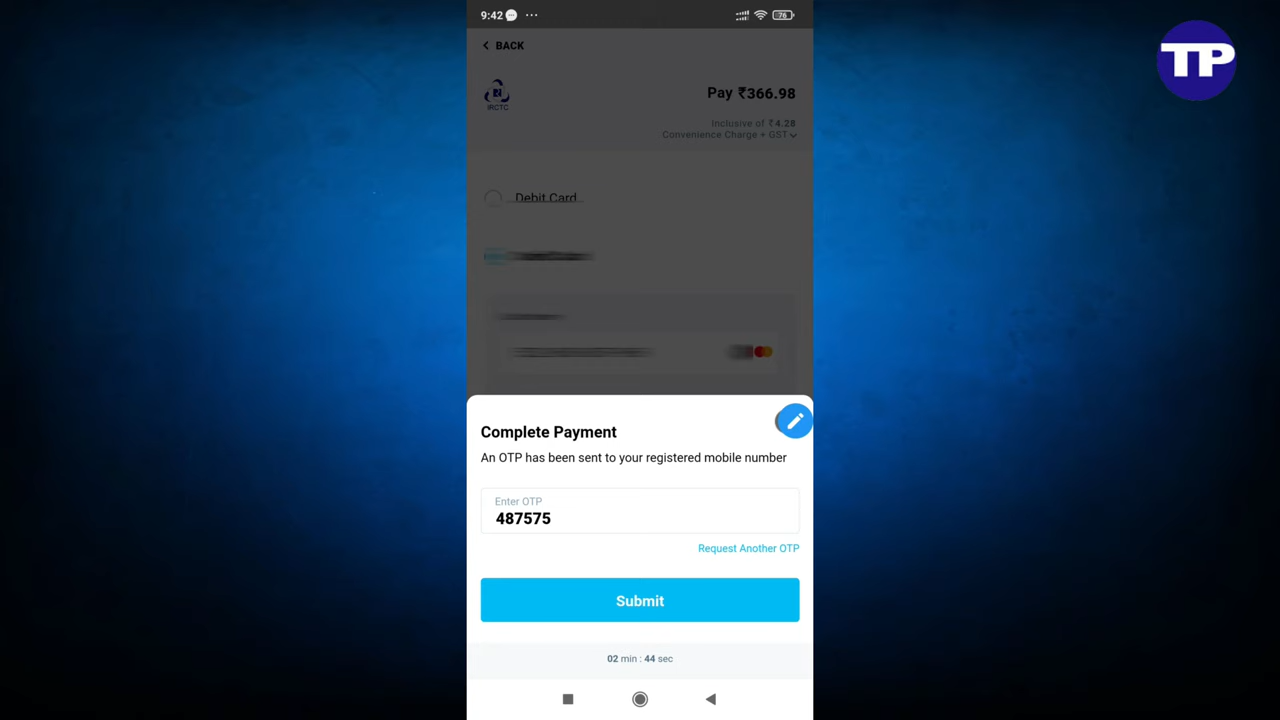 9:42
76
TP
BACK
IRCTC
Pay ₹366.98
Inclusive of ₹4.28
Convenience Charge + GST
Debit Card
Complete Payment
An OTP has been sent to your registered mobile number
Enter OTP
487575
Request Another OTP
Submit
02 min : 44 sec